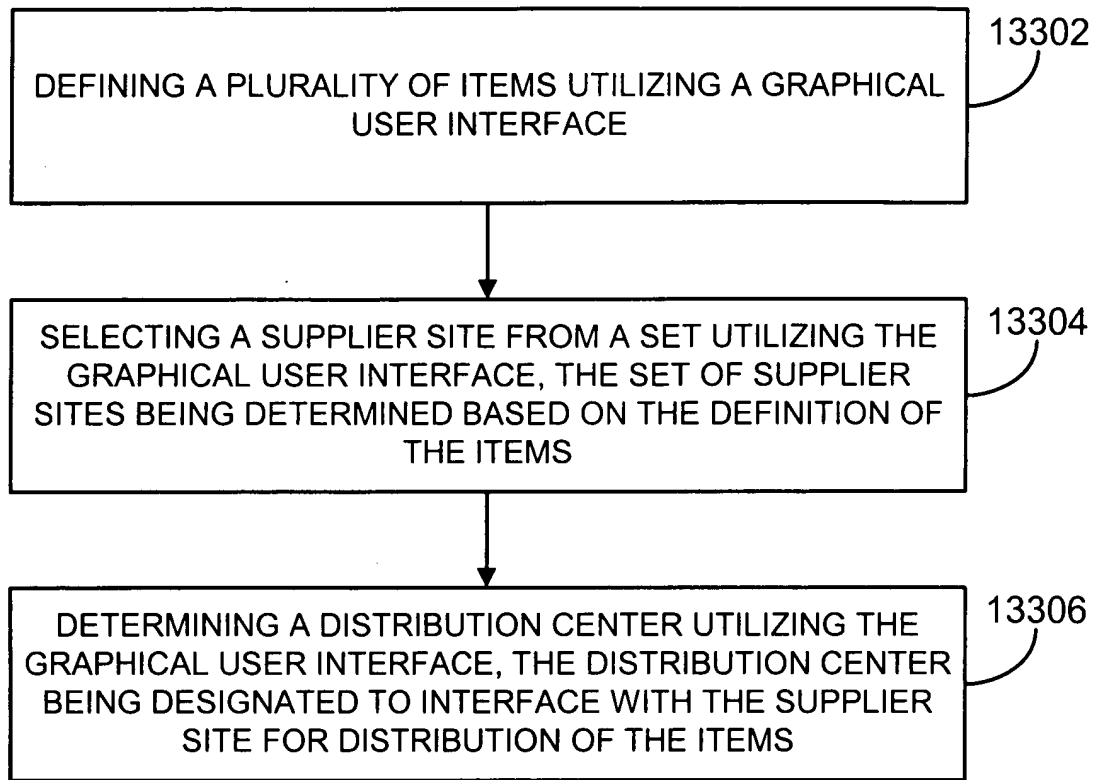 13302
DEFINING A PLURALITY OF ITEMS UTILIZING A GRAPHICAL
USER INTERFACE
13304
SELECTING A SUPPLIER SITE FROM A SET UTILIZING THE
GRAPHICAL USER INTERFACE, THE SET OF SUPPLIER
SITES BEING DETERMINED BASED ON THE DEFINITION OF
THE ITEMS
13306
DETERMINING A DISTRIBUTION CENTER UTILIZING THE
GRAPHICAL USER INTERFACE, THE DISTRIBUTION CENTER
BEING DESIGNATED TO INTERFACE WITH THE SUPPLIER
SITE FOR DISTRIBUTION OF THE ITEMS